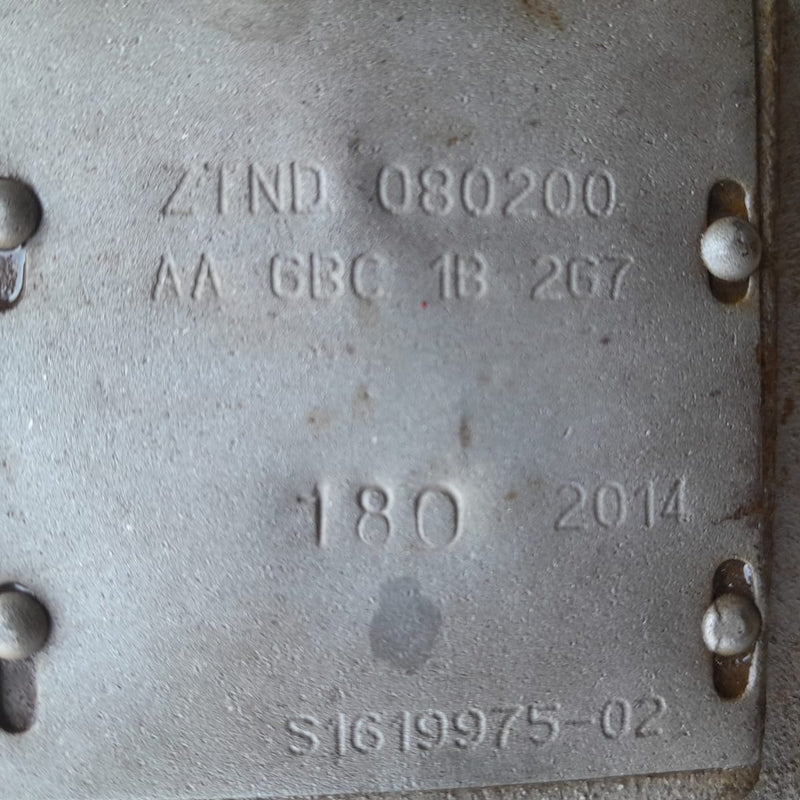 ZTND 080200
AA 6BC 1B 267
180 2014
S1619975-02